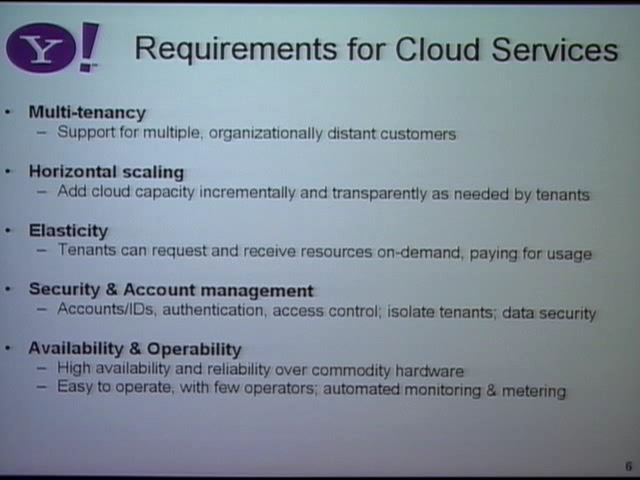 Y!
Requirements for Cloud Services
• Multi-tenancy
– Support for multiple, organizationally distant customers
• Horizontal scaling
– Add cloud capacity incrementally and transparently as needed by tenants
• Elasticity
– Tenants can request and receive resources on-demand, paying for usage
• Security & Account management
– Accounts/IDs, authentication, access control; isolate tenants; data security
• Availability & Operability
– High availability and reliability over commodity hardware
– Easy to operate, with few operators; automated monitoring & metering
6